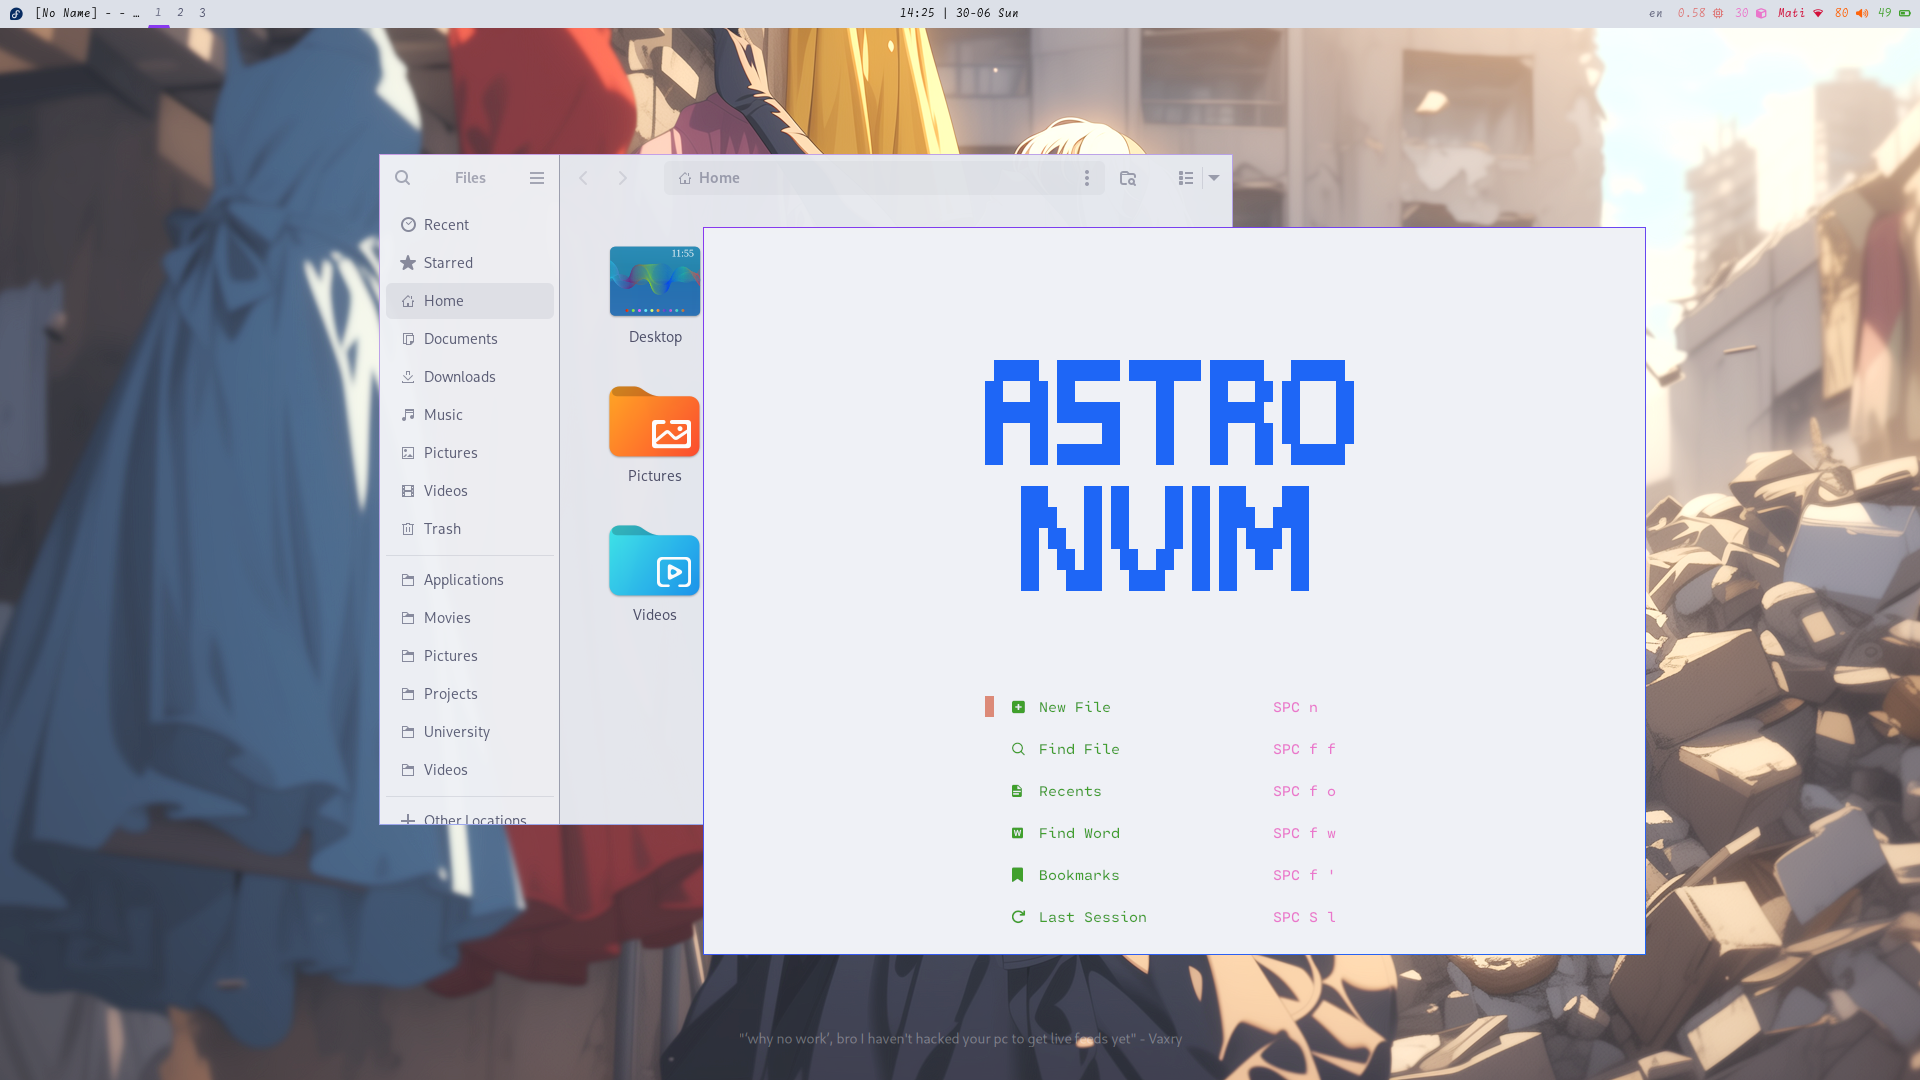 [No Name] - - …
1 2 3
14:25 | 30-06 Sun
en 0.58 30 Mati 80 49
Files
Home
Recent
Starred
Home
Documents
Downloads
Music
Pictures
Videos
Trash
Applications
Movies
Pictures
Projects
University
Videos
Other Locations
11:55
Desktop
Pictures
Videos
ASTRO
NVIM
New File SPC n
Find File SPC f f
Recents SPC f o
Find Word SPC f w
Bookmarks SPC f '
Last Session SPC S l
"'why no work', bro I haven't hacked your pc to get live feeds yet" - Vaxry